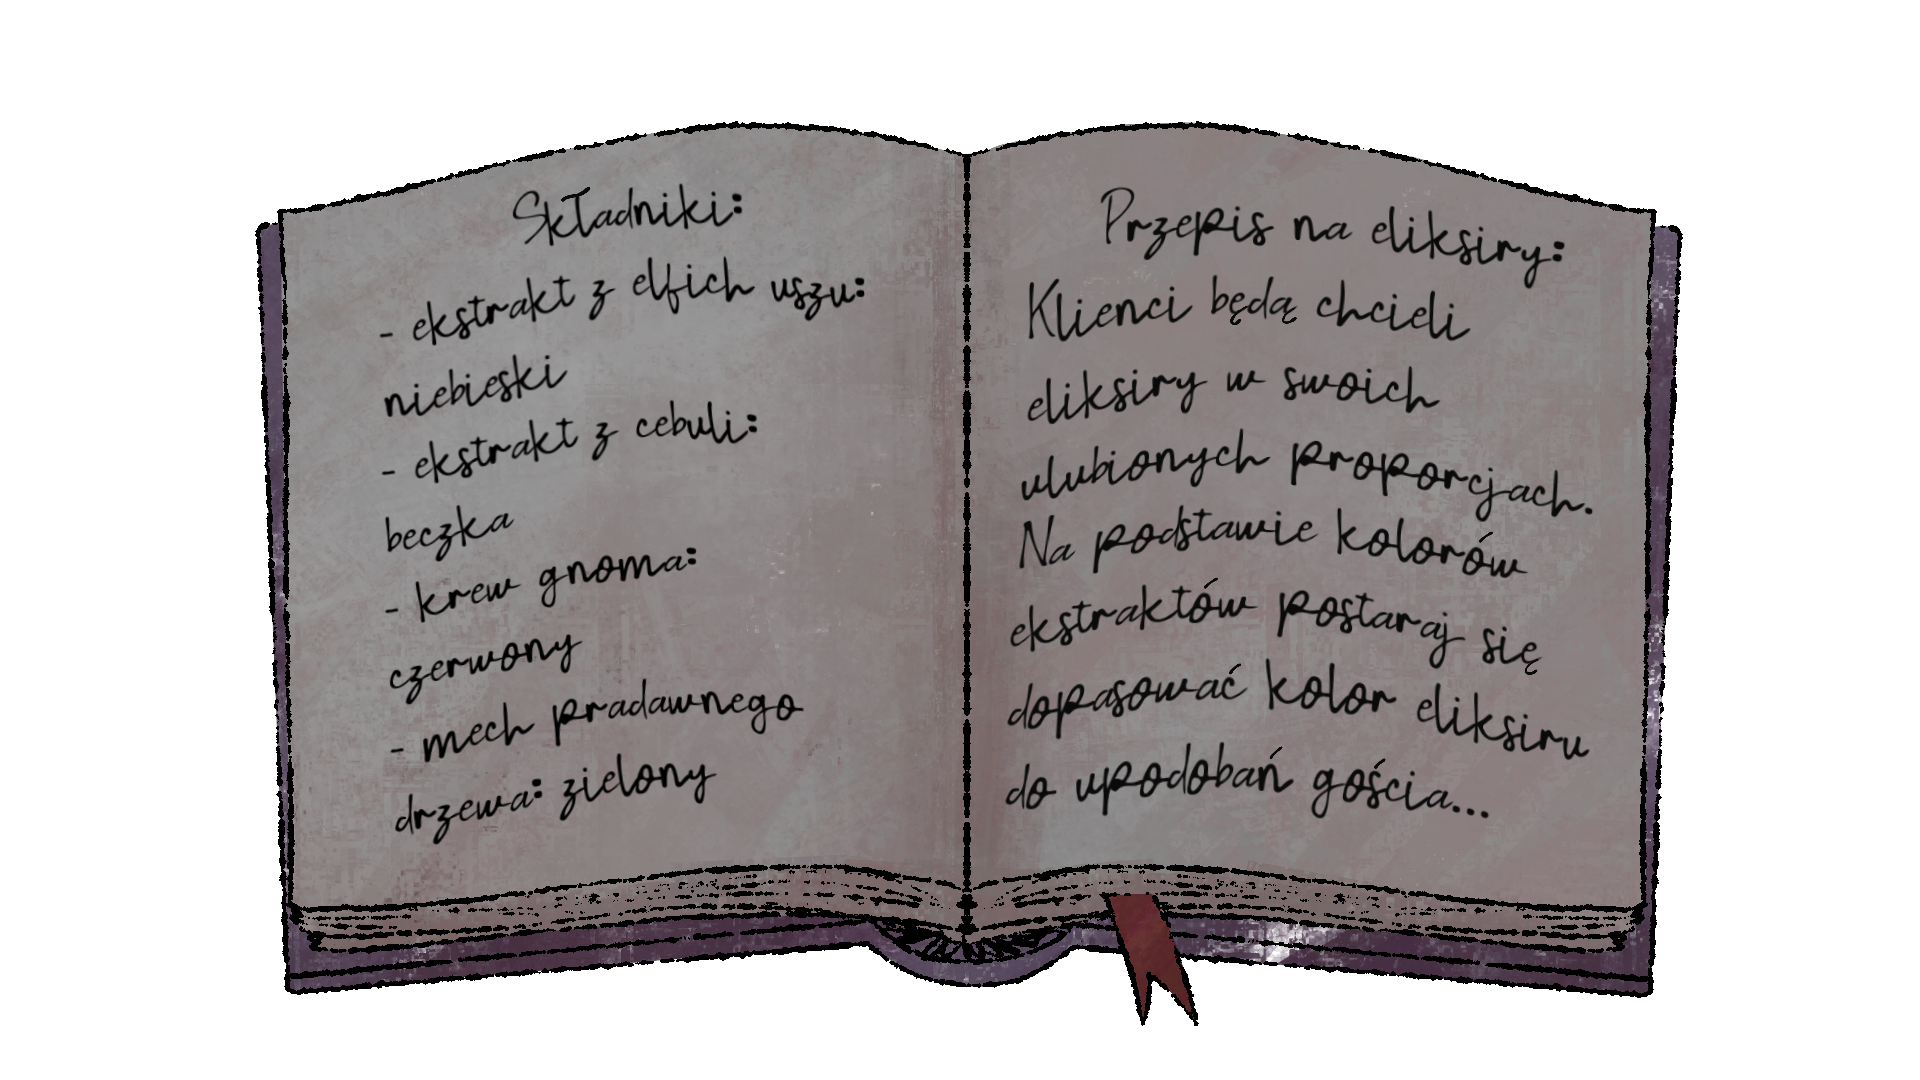 Składniki:
- ekstrakt z elfich uszu:
niebieski
- ekstrakt z cebuli:
beczka
- krew gnoma:
czerwony
- mech pradawnego
drzewa: zielony
Przepis na eliksiry:
Klienci będą chcieli
eliksiry w swoich
ulubionych proporcjach.
Na podstawie kolorów
ekstraktów postaraj się
dopasować kolor eliksiru
do upodobań gościa...